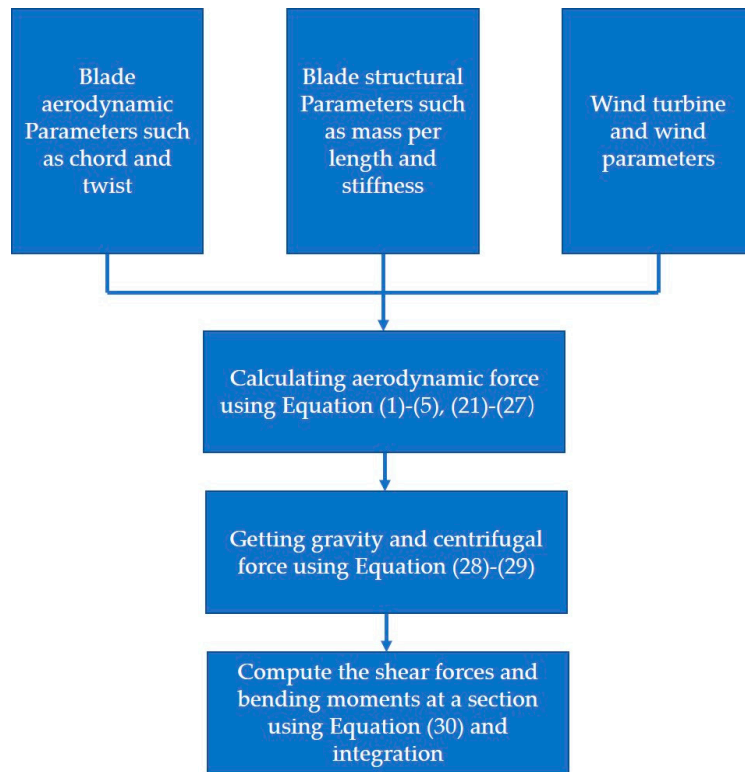 Blade
aerodynamic
Parameters such
as chord and
twist
Blade structural
Parameters such
as mass per
length and
stiffness
Wind turbine
and wind
parameters
Calculating aerodynamic force
using Equation (1)-(5), (21)-(27)
Getting gravity and centrifugal
force using Equation (28)-(29)
Compute the shear forces and
bending moments at a section
using Equation (30) and
integration